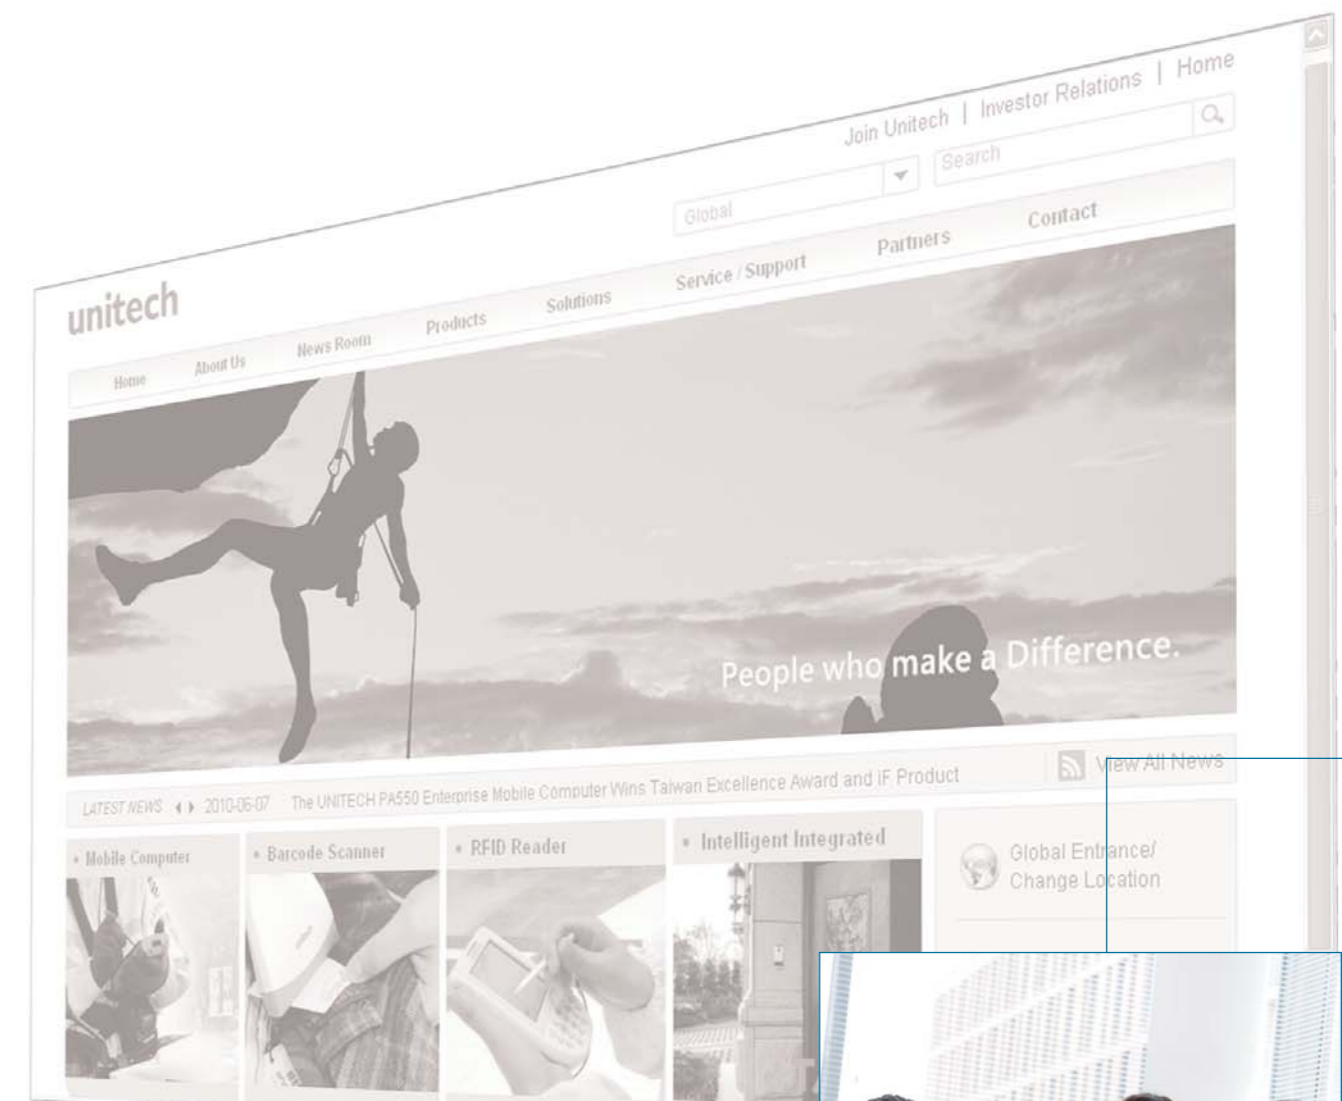 Join Unitech | Investor Relations | Home
Global
Search
unitech
Home About Us News Room Products Solutions Service / Support Partners Contact
People who make a Difference.
LATEST NEWS 2010-06-07 The UNITECH PA550 Enterprise Mobile Computer Wins Taiwan Excellence Award and iF Product
View All News
• Mobile Computer
• Barcode Scanner
• RFID Reader
• Intelligent Integrated
Global Entrance/
Change Location